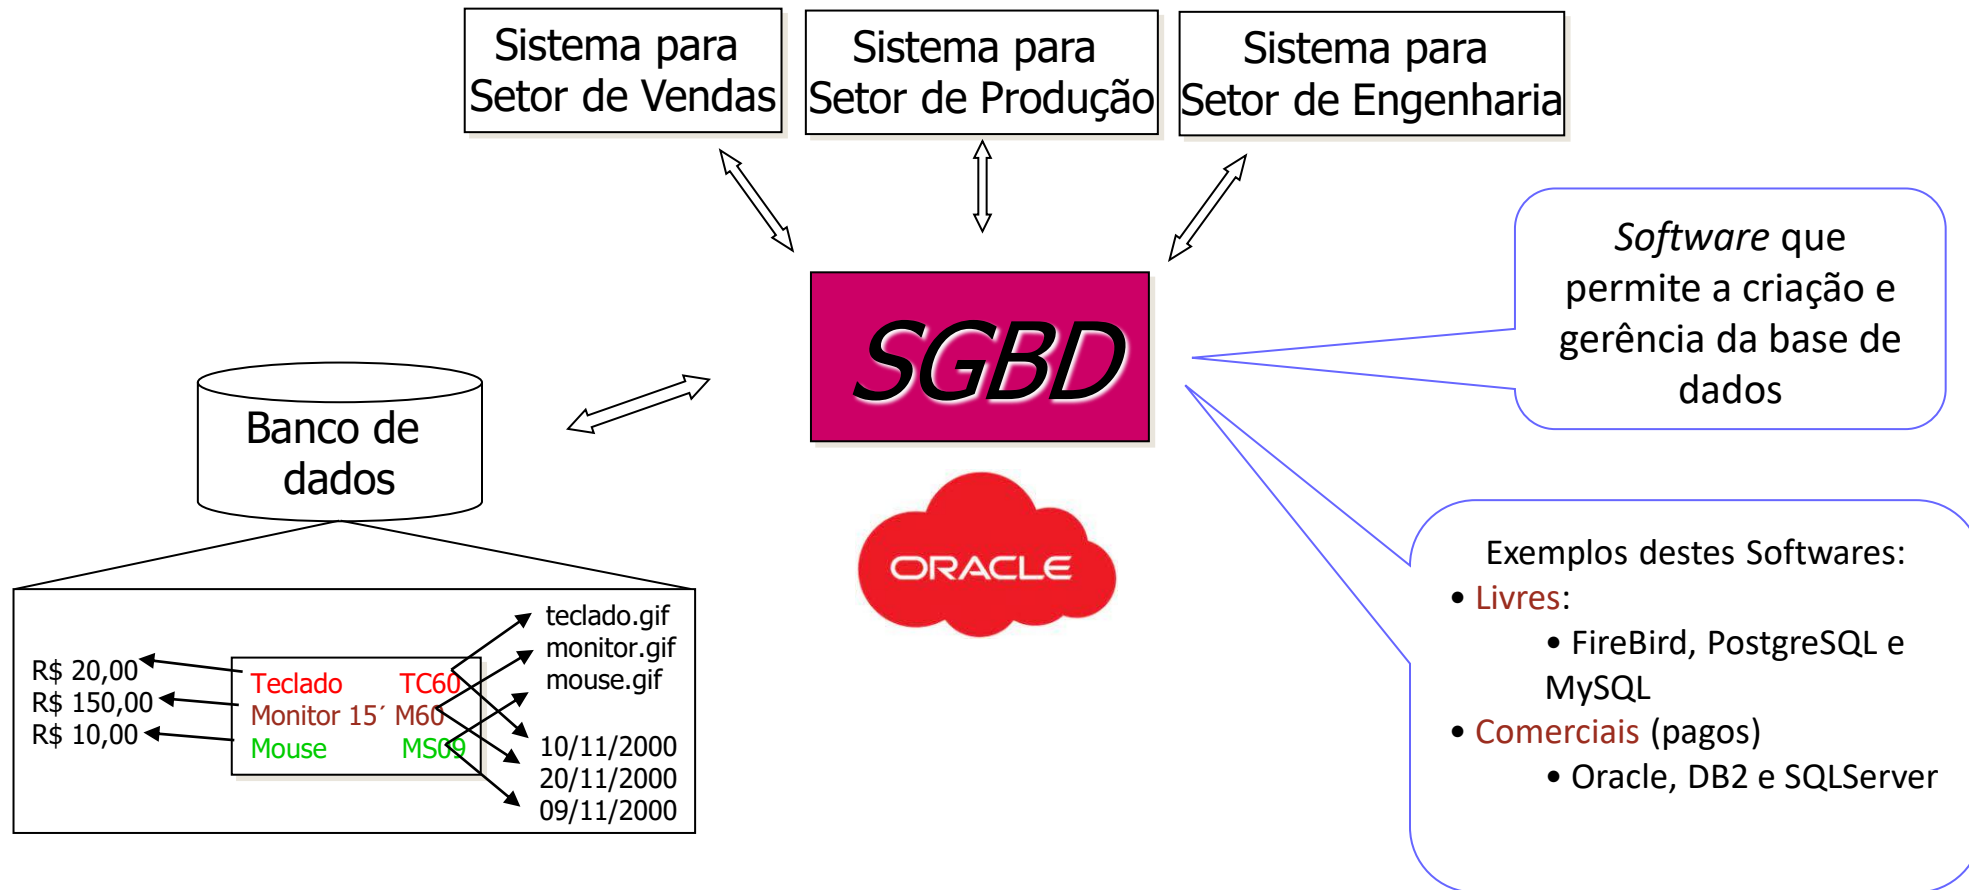 Sistema para
Setor de Vendas
Sistema para
Setor de Produção
Sistema para
Setor de Engenharia
SGBD
Software que
permite a criação e
gerência da base de
dados
Banco de
dados
ORACLE
Exemplos destes Softwares:
• Livres:
• FireBird, PostgreSQL e
MySQL
• Comerciais (pagos)
• Oracle, DB2 e SQLServer
R$ 20,00
R$ 150,00
R$ 10,00
Teclado TC60
Monitor 15´ M60
Mouse MS09
teclado.gif
monitor.gif
mouse.gif
10/11/2000
20/11/2000
09/11/2000